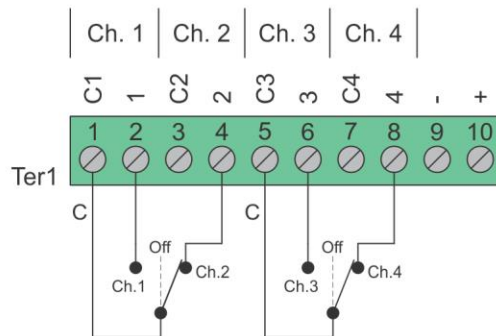 Ch. 1 Ch. 2 Ch. 3 Ch. 4
C1 1 C2 2 C3 3 C4 4 - +
1 2 3 4 5 6 7 8 9 10
Ter1
C C
Off Off
Ch.1 Ch.2 Ch.3 Ch.4